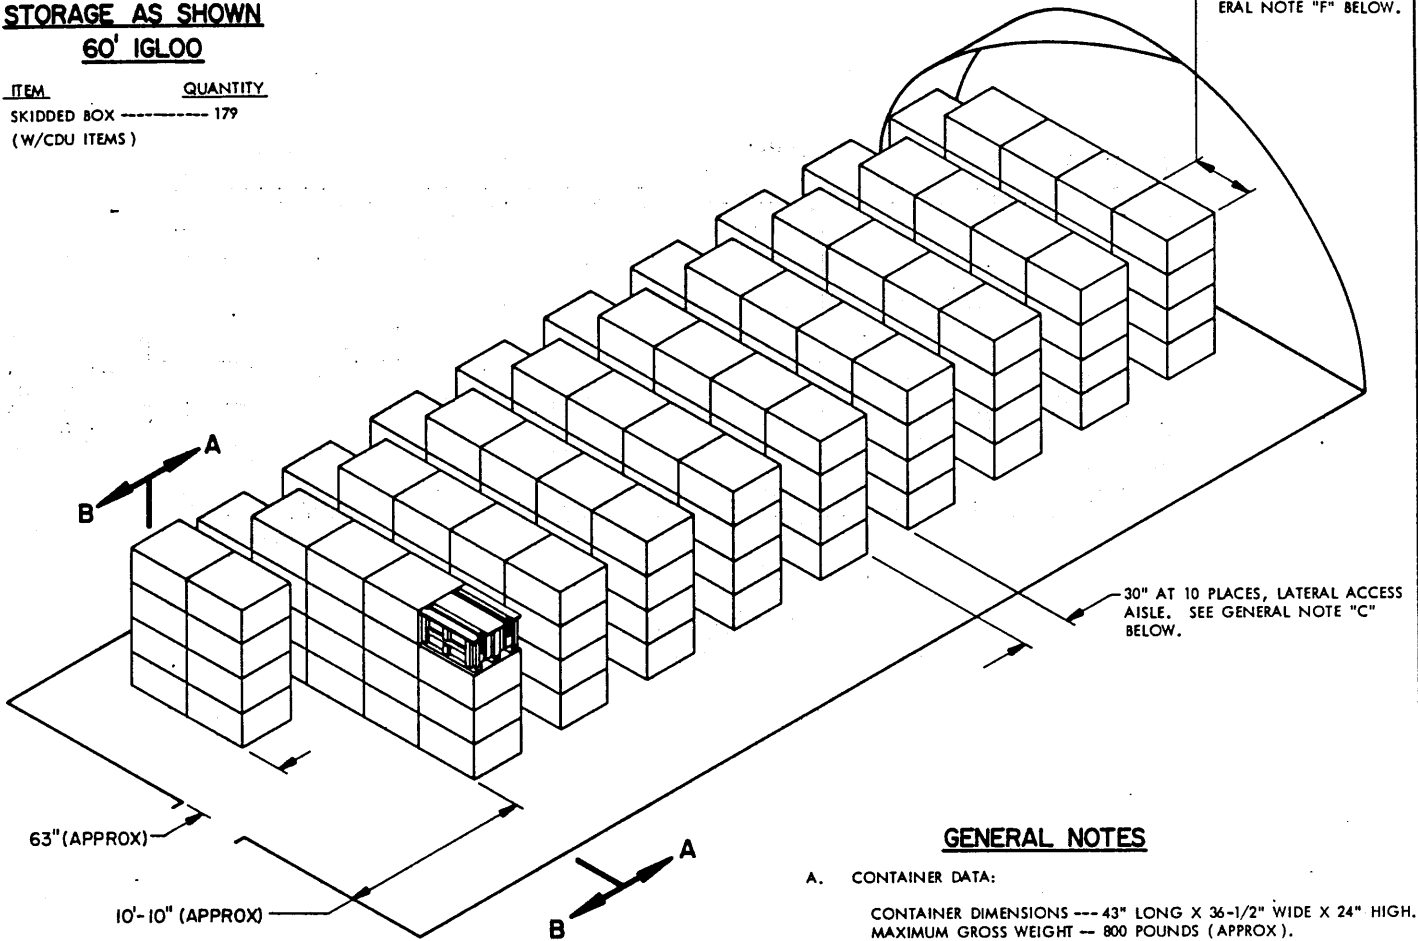 STORAGE AS SHOWN
60' IGLOO
ITEM QUANTITY
SKIDDED BOX ----------- 179
(W/CDU ITEMS)
ERAL NOTE "F" BELOW.
A
B
30" AT 10 PLACES, LATERAL ACCESS
AISLE. SEE GENERAL NOTE "C"
BELOW.
63" (APPROX)
10'-10" (APPROX)
A
B
GENERAL NOTES
A. CONTAINER DATA:
CONTAINER DIMENSIONS --- 43" LONG X 36-1/2" WIDE X 24" HIGH.
MAXIMUM GROSS WEIGHT -- 800 POUNDS (APPROX).